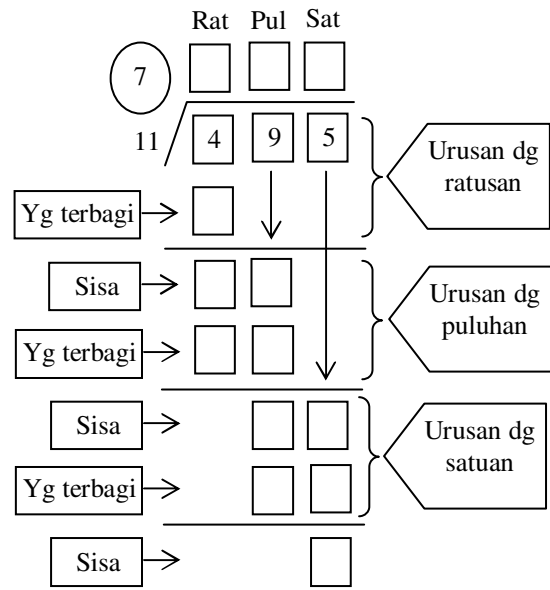 Rat Pul Sat
7
11 4 9 5
Urusan dg
ratusan
Yg terbagi
Sisa
Urusan dg
puluhan
Yg terbagi
Sisa
Urusan dg
satuan
Yg terbagi
Sisa